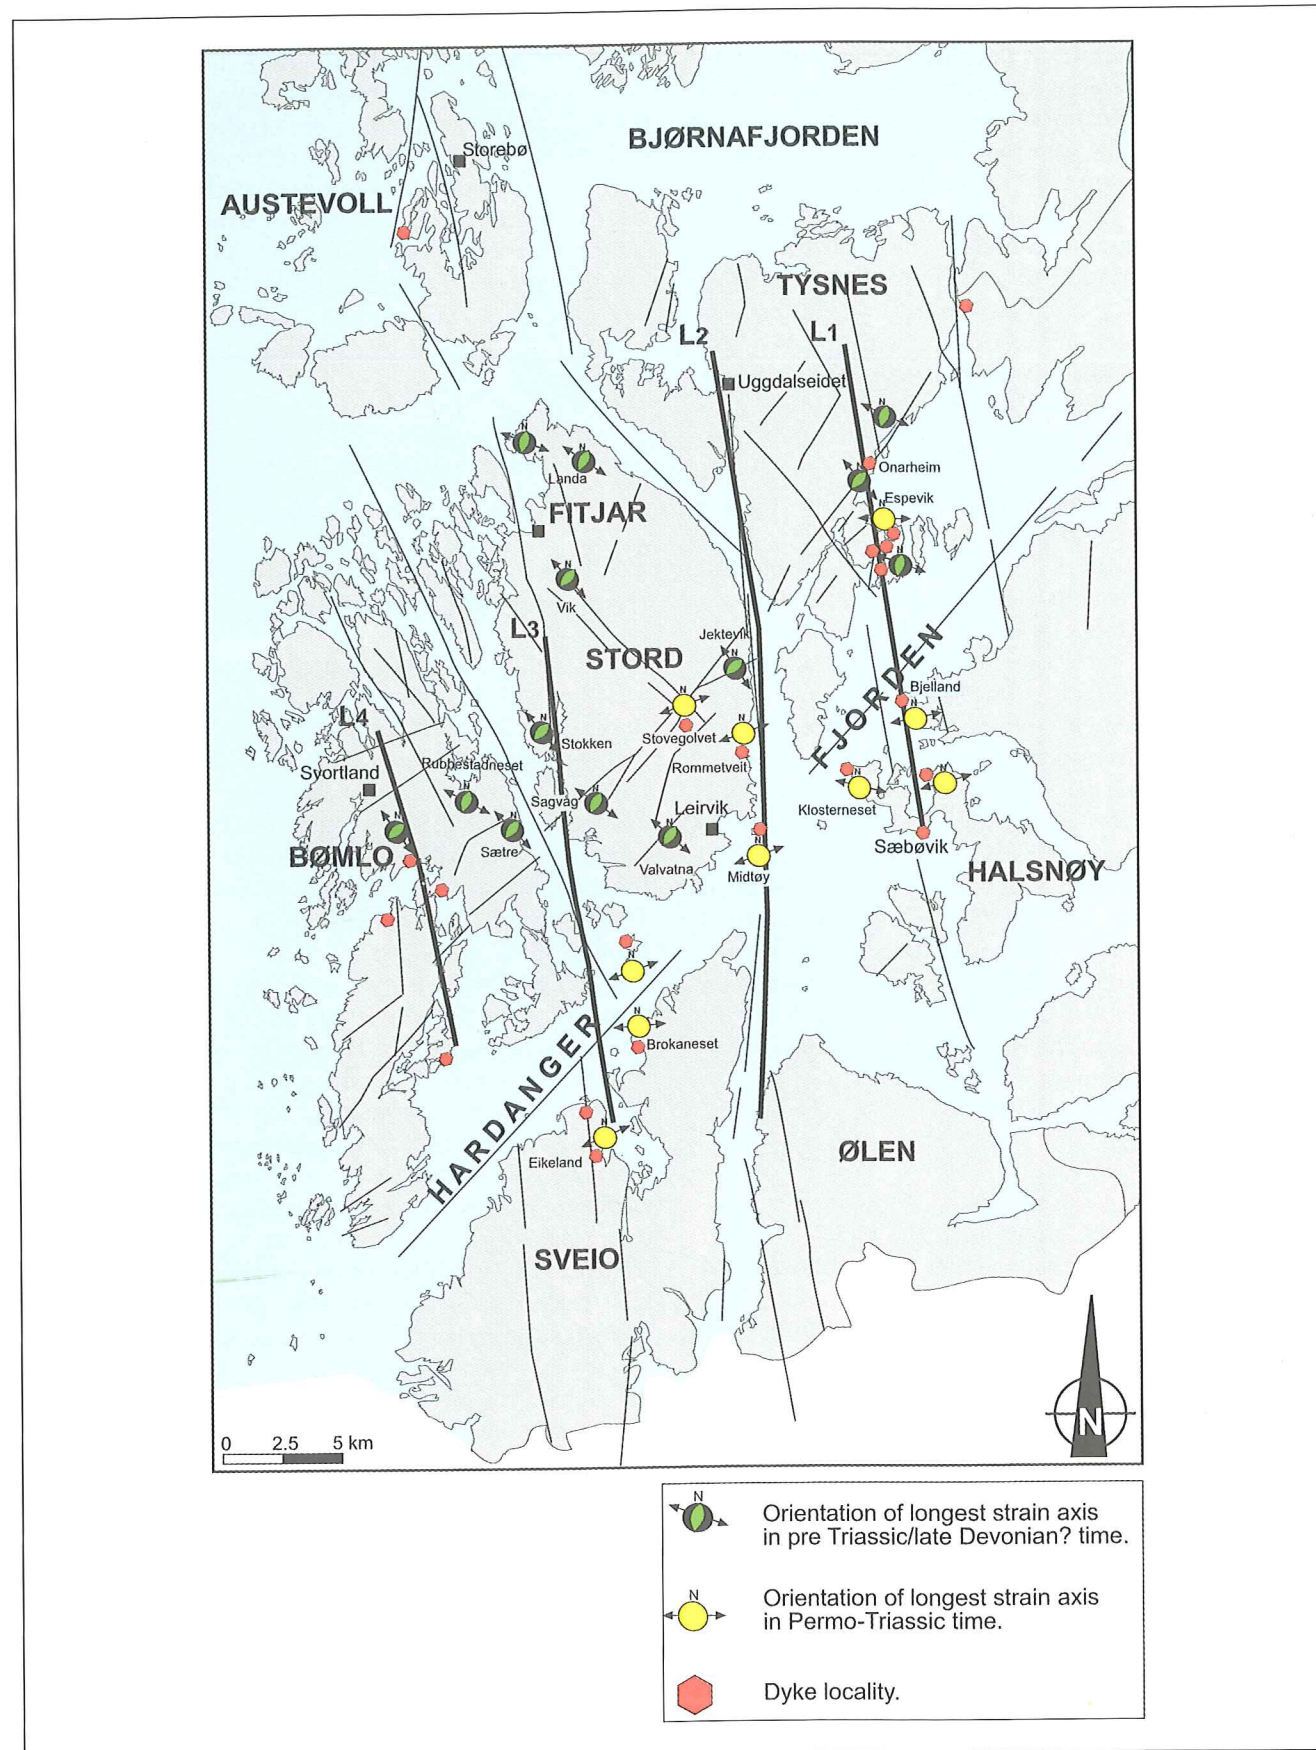 BJØRNAFJORDEN
Storebø
AUSTEVOLL
TYSNES
L2
L1
Uggdalseidet
N
N
N
Landa
Onarheim
N
Espevik
N
FITJAR
N
N
Vik
L3
Jektevik
STORD
N
HARDANGER
FJORDEN
Bjelland
N
N
L4
N
Stokken
Stovegolvet
N
Rommetveit
Svortland
Rubbestadneset
N
N
N
N
Klosterneset
Sagvåg
N
N
Leirvik
N
Sæbøvik
BØMLO
Sætre
Valvatna
Midtøy
N
HALSNØY
N
N
Brokaneset
N
Eikeland
ØLEN
SVEIO
N
0 2.5 5 km
N
Orientation of longest strain axis
in pre Triassic/late Devonian? time.
N
Orientation of longest strain axis
in Permo-Triassic time.
Dyke locality.